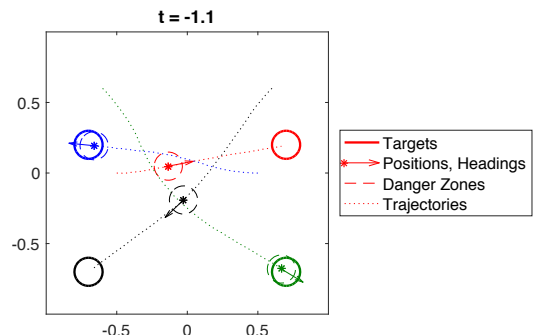 t = -1.1
0.5
0
-0.5
-0.5
0
0.5
Targets
Positions, Headings
Danger Zones
Trajectories